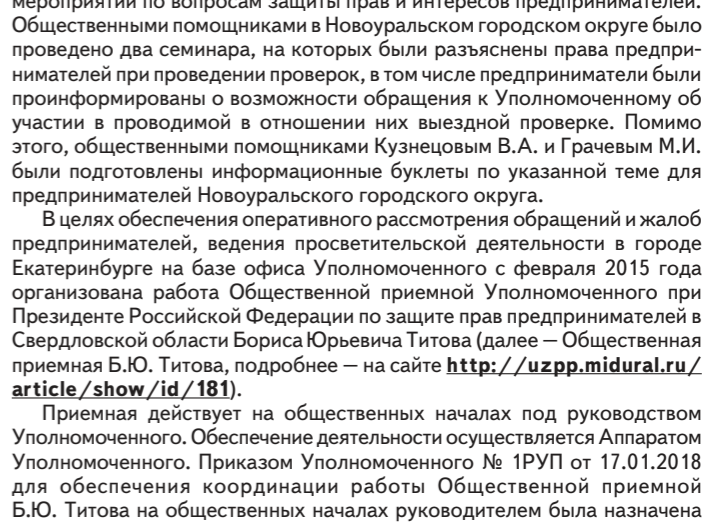 мероприятий по вопросам защиты прав и интересов предпринимателей.
Общественными помощниками в Новоуральском городском округе было
проведено два семинара, на которых были разъяснены права предпри-
нимателей при проведении проверок, в том числе предприниматели были
проинформированы о возможности обращения к Уполномоченному об
участии в проводимой в отношении них выездной проверке. Помимо
этого, общественными помощниками Кузнецовым В.А. и Грачевым М.И.
были подготовлены информационные буклеты по указанной теме для
предпринимателей Новоуральского городского округа.
В целях обеспечения оперативного рассмотрения обращений и жалоб
предпринимателей, ведения просветительской деятельности в городе
Екатеринбурге на базе офиса Уполномоченного с февраля 2015 года
организована работа Общественной приемной Уполномоченного при
Президенте Российской Федерации по защите прав предпринимателей в
Свердловской области Бориса Юрьевича Титова (далее — Общественная
приемная Б.Ю. Титова, подробнее — на сайте http://uzpp.midural.ru/
article/show/id/181).
Приемная действует на общественных началах под руководством
Уполномоченного. Обеспечение деятельности осуществляется Аппаратом
Уполномоченного. Приказом Уполномоченного № 1РУП от 17.01.2018
для обеспечения координации работы Общественной приемной
Б.Ю. Титова на общественных началах руководителем была назначена